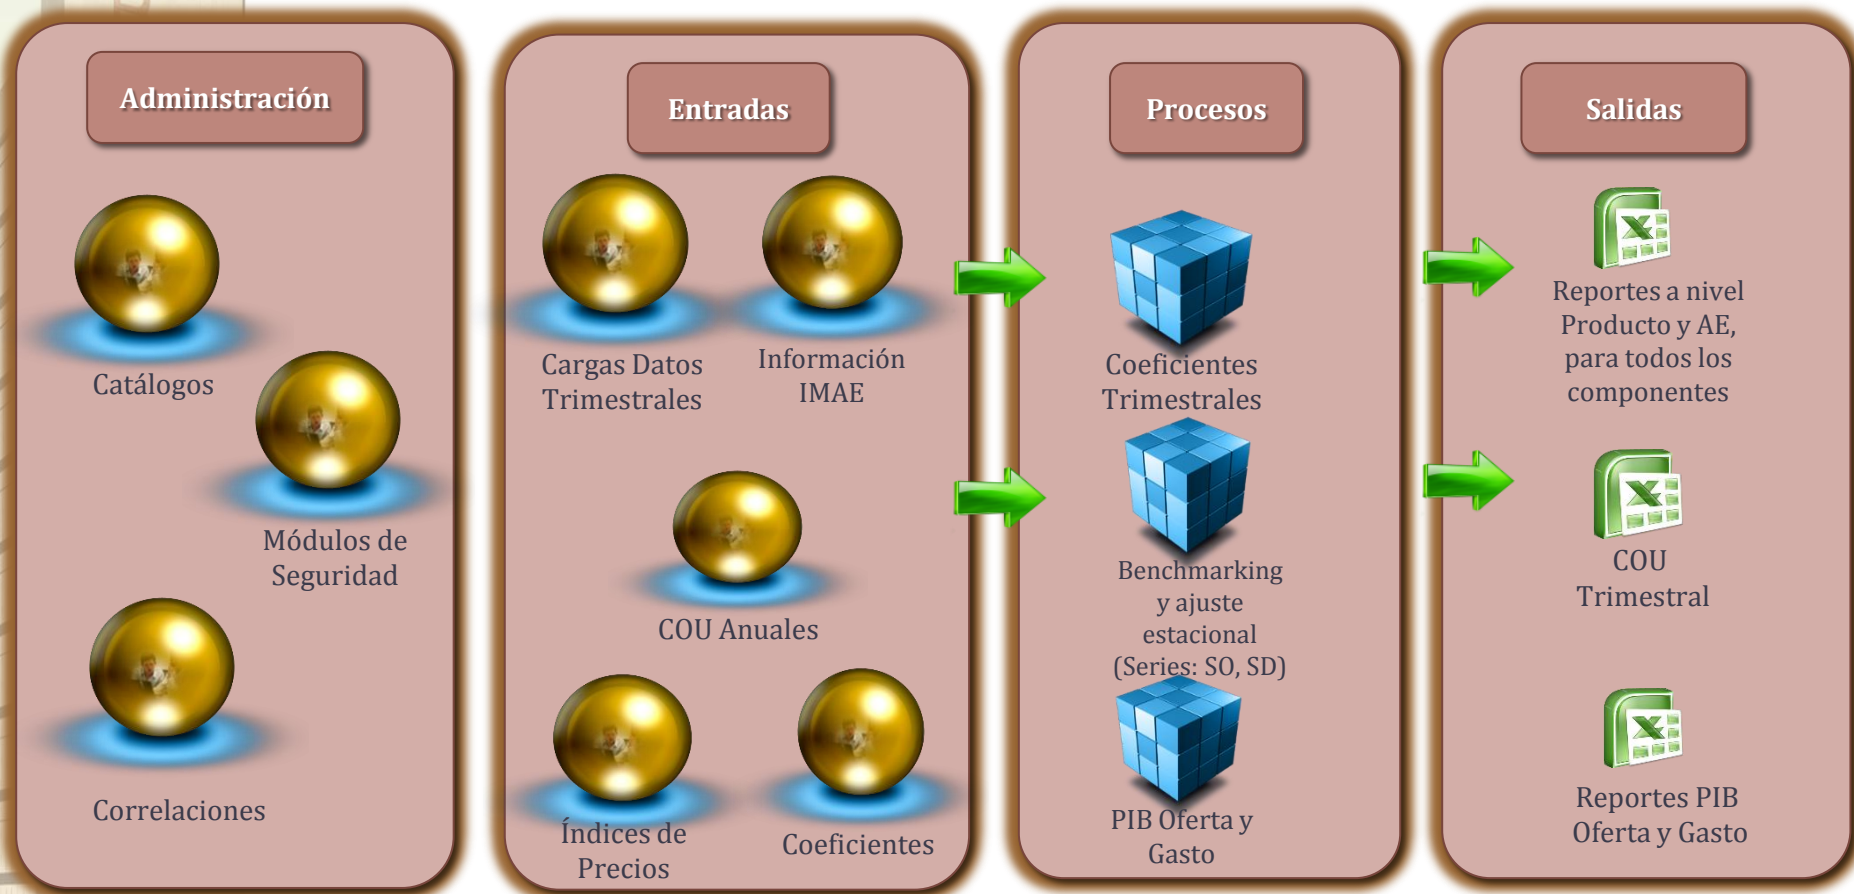 Administración
Catálogos
Módulos de
Seguridad
Correlaciones
Entradas
Cargas Datos
Trimestrales
Información
IMAE
COU Anuales
Índices de
Precios
Coeficientes
Procesos
Coeficientes
Trimestrales
Benchmarking
y ajuste
estacional
(Series: SO, SD)
PIB Oferta y
Gasto
Salidas
Reportes a nivel
Producto y AE,
para todos los
componentes
COU
Trimestral
Reportes PIB
Oferta y Gasto